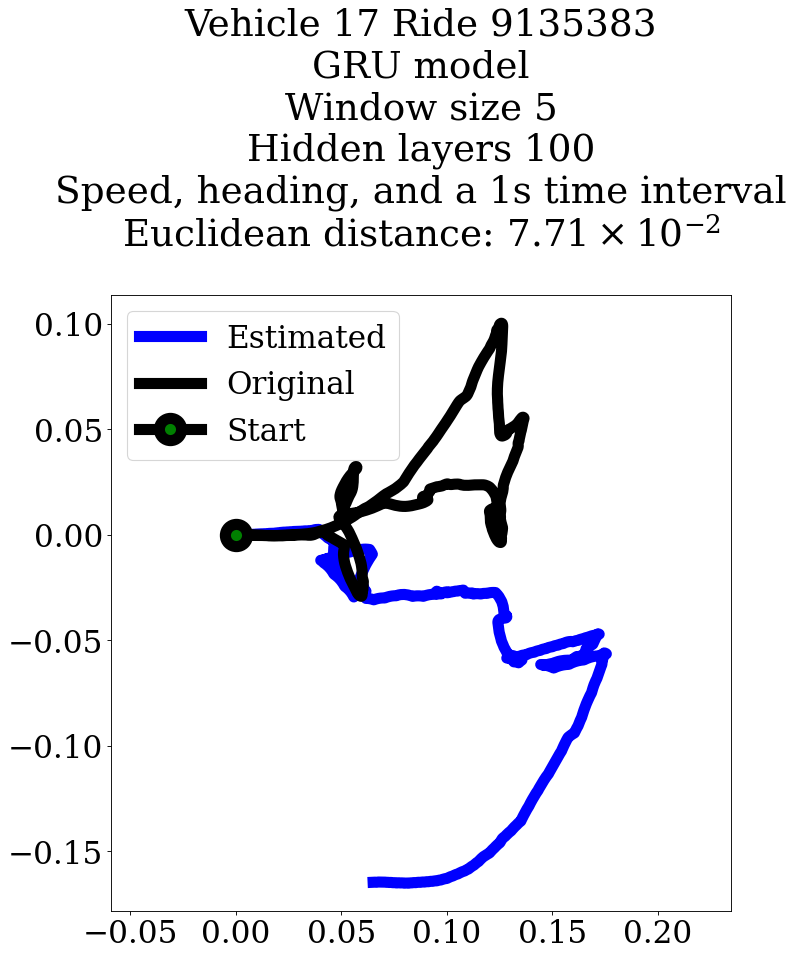 Vehicle 17 Ride 9135383
GRU model
Window size 5
Hidden layers 100
Speed, heading, and a 1s time interval
Euclidean distance: 7.71 × 10⁻²
Estimated
Original
Start
0.10
0.05
0.00
−0.05
−0.10
−0.15
−0.05 0.00 0.05 0.10 0.15 0.20